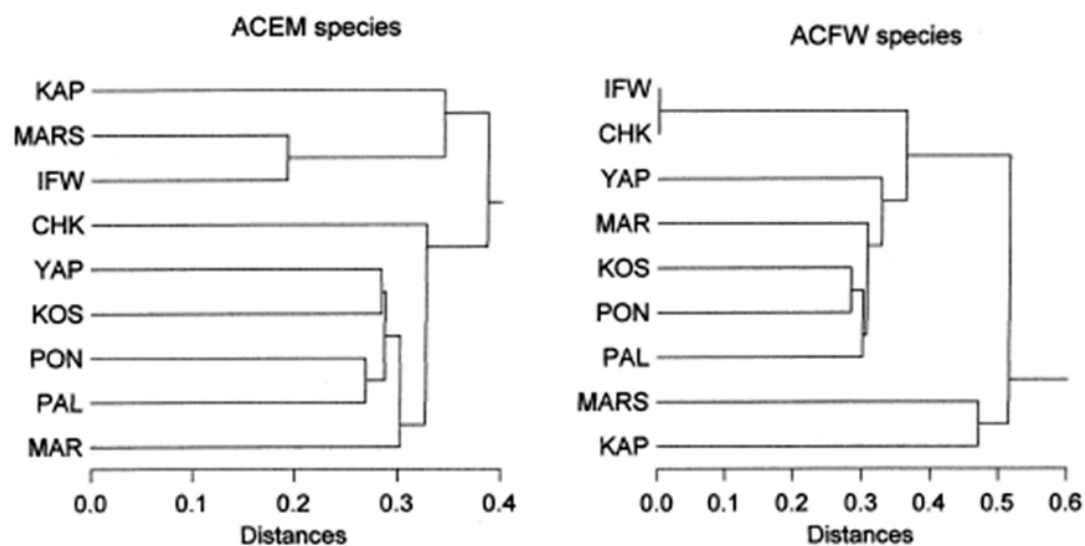 ACEM species
KAP
MARS
IFW
CHK
YAP
KOS
PON
PAL
MAR
0.0 0.1 0.2 0.3 0.4
Distances
ACFW species
IFW
CHK
YAP
MAR
KOS
PON
PAL
MARS
KAP
0.0 0.1 0.2 0.3 0.4 0.5 0.6
Distances